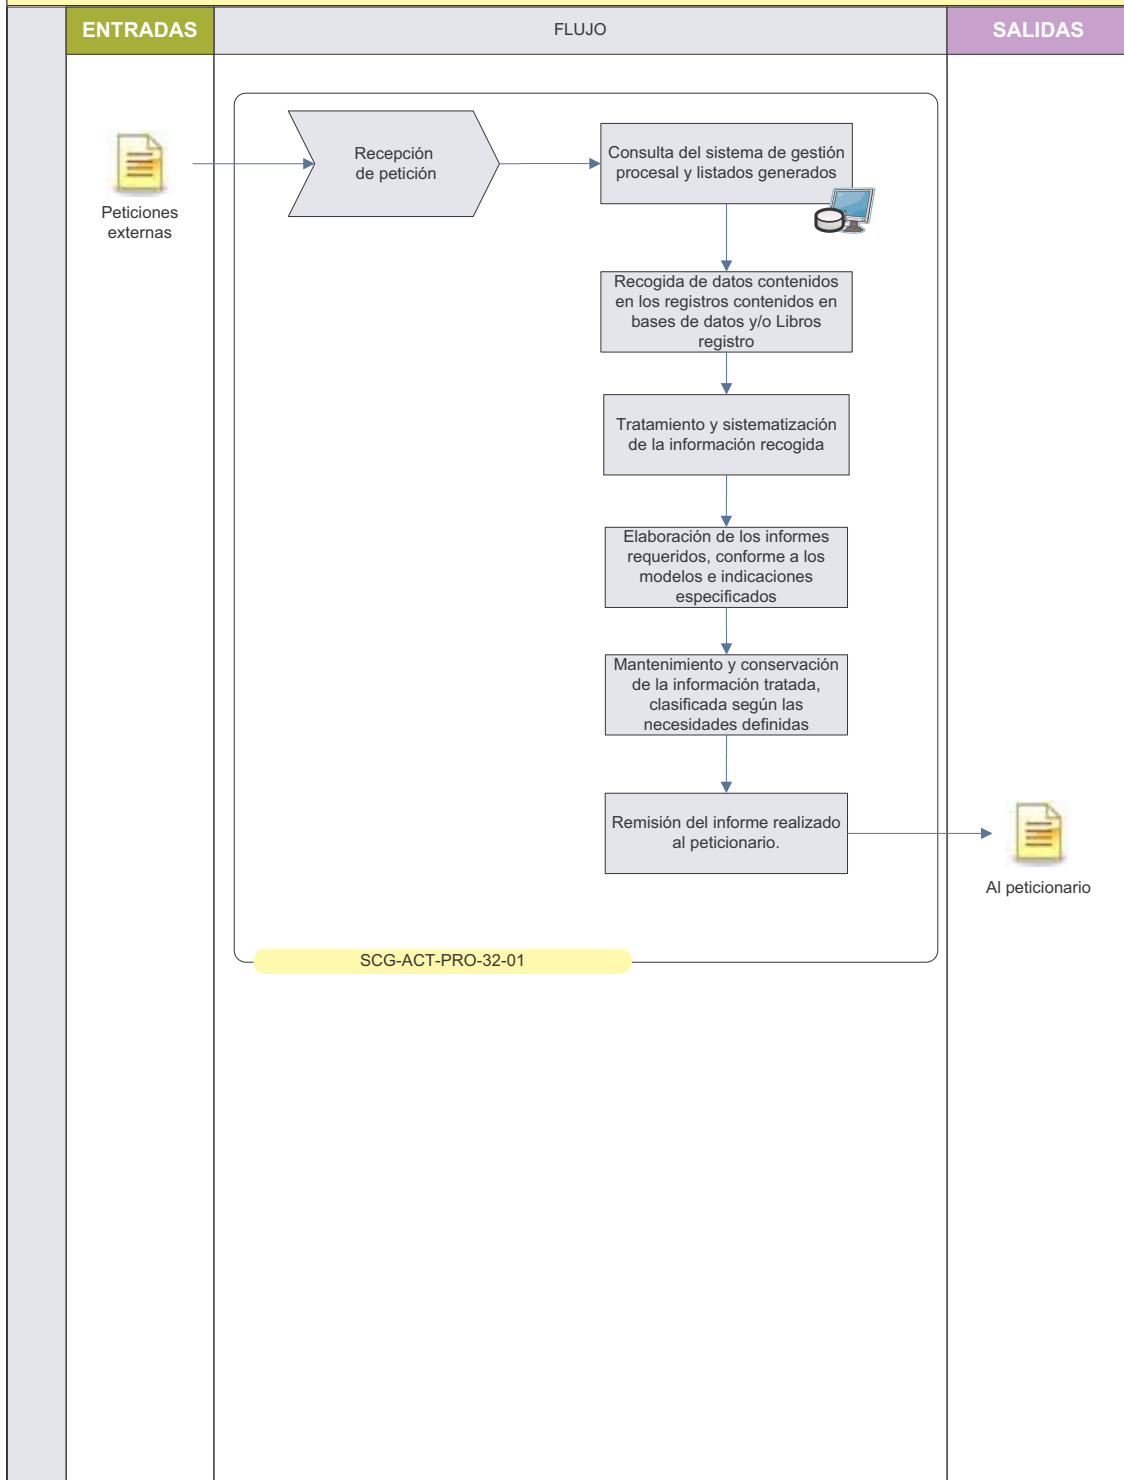 ENTRADAS
FLUJO
SALIDAS
Peticiones
externas
Recepción
de petición
Consulta del sistema de gestión
procesal y listados generados
Recogida de datos contenidos
en los registros contenidos en
bases de datos y/o Libros
registro
Tratamiento y sistematización
de la información recogida
Elaboración de los informes
requeridos, conforme a los
modelos e indicaciones
especificados
Mantenimiento y conservación
de la información tratada,
clasificada según las
necesidades definidas
Remisión del informe realizado
al peticionario.
Al peticionario
SCG-ACT-PRO-32-01